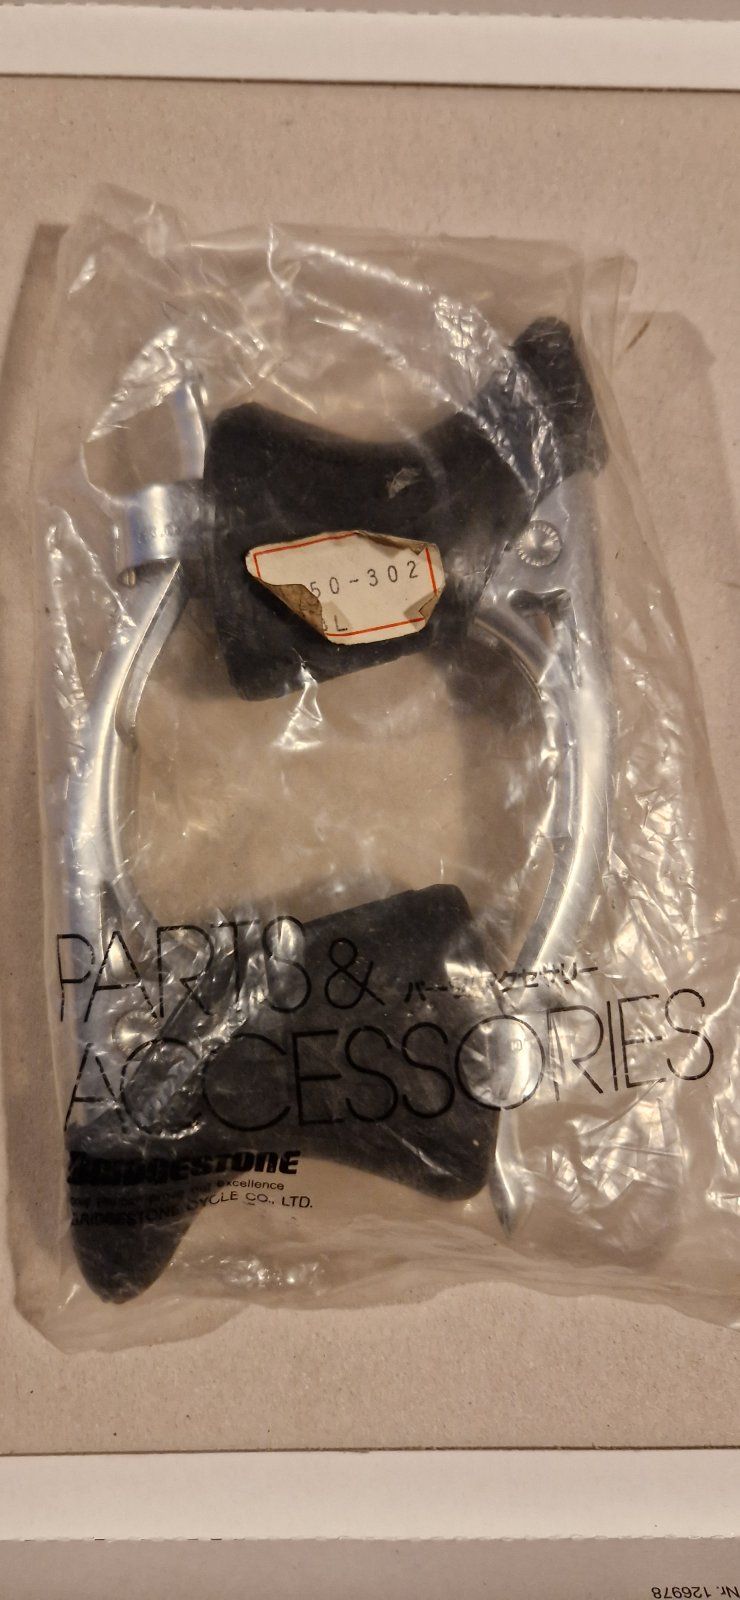 50-302
PARTS &
パーツ/アクセサリー
ACCESSORIES
BRIDGESTONE
excellence
BRIDGESTONE CYCLE CO., LTD.
Nr. 126978